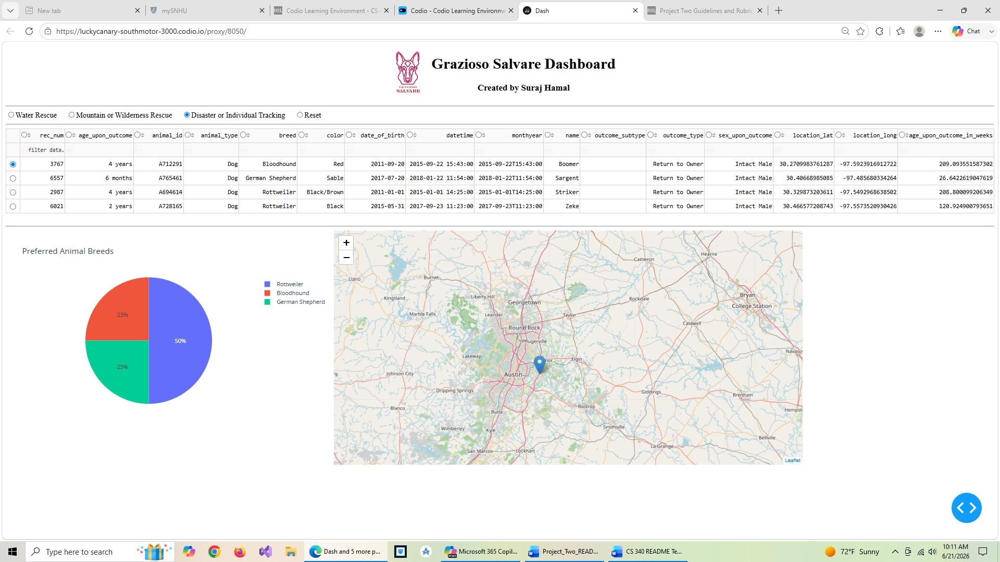 New tab
mySNHU
D2L
Codio Learning Environment - CS-
Codio - Codio Learning Environme
Dash
D2L
Project Two Guidelines and Rubric
https://luckycanary-southmotor-3000.codio.io/proxy/8050/
Chat
GRAZIOSO
SALVARE
Grazioso Salvare Dashboard
Created by Suraj Hamal
Water Rescue Mountain or Wilderness Rescue Disaster or Individual Tracking Reset
rec_num age_upon_outcome animal_id animal_type breed color date_of_birth datetime monthyear name outcome_subtype outcome_type sex_upon_outcome location_lat location_long age_upon_outcome_in_weeks
filter data.
3767 4 years A712291 Dog Bloodhound Red 2011-09-20 2015-09-22 15:43:00 2015-09-22T15:43:00 Boomer Return to Owner Intact Male 30.2709983761287 -97.5923916912722 209.093551587302
6557 6 months A765461 Dog German Shepherd Sable 2017-07-20 2018-01-22 11:54:00 2018-01-22T11:54:00 Sargent Return to Owner Intact Male 30.40668985085 -97.485680334264 26.6422619047619
2987 4 years A694614 Dog Rottweiler Black/Brown 2011-01-01 2015-01-01 14:25:00 2015-01-01T14:25:00 Striker Return to Owner Intact Male 30.329873203611 -97.5492968638502 208.800099206349
6021 2 years A728165 Dog Rottweiler Black 2015-05-31 2017-09-23 11:23:00 2017-09-23T11:23:00 Zeke Return to Owner Intact Male 30.466577208743 -97.5573520930426 120.924900793651
Preferred Animal Breeds
25%
50%
25%
Rottweiler
Bloodhound
German Shepherd
+
−
Hearne
Cameron
Llano
Burnet
Bryan
Kingsland
Liberty Hill
Rockdale
Georgetown
College Station
Marble Falls
Leander
Taylor
Caldwell
Round Rock
Pflugerville
Navaso
Lakeway
nor
Elgin
rg
Johnson City
Austin
Dripping Springs
Giddings
Brenham
Bastrop
Blanco
Buda
Hempst
Smithville
Wimberley
Kyle
Bellville
La Grange
San Marcos
Lockhart
Leaflet
Type here to search
Dash and 5 more p...
M365
Microsoft 365 Copil...
Project_Two_READ...
CS 340 README Te...
72°F Sunny
10:11 AM
6/21/2026